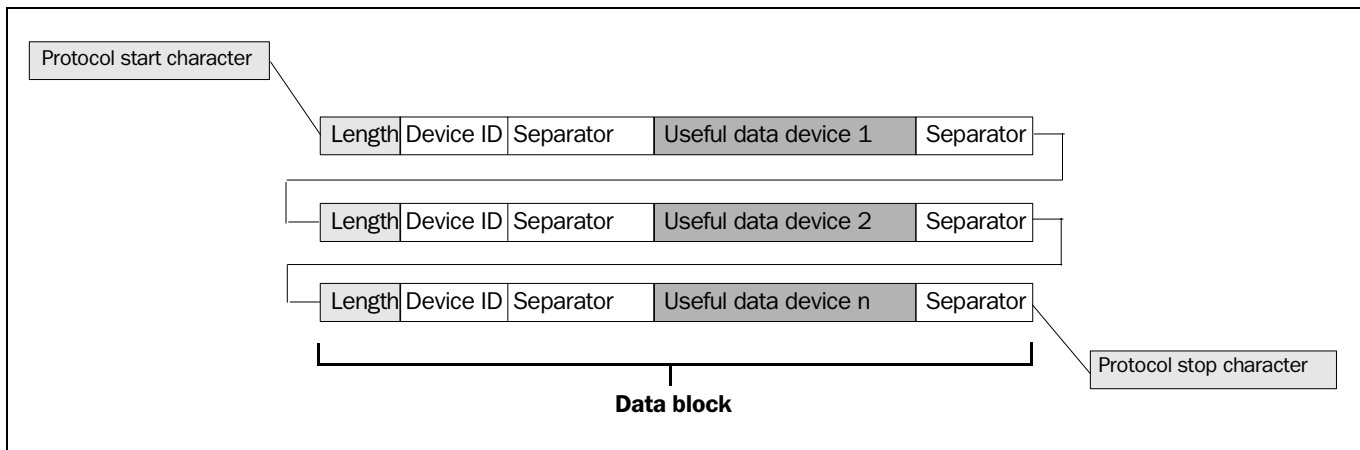 Protocol start character
Length Device ID Separator Useful data device 1 Separator
Length Device ID Separator Useful data device 2 Separator
Length Device ID Separator Useful data device n Separator
Protocol stop character
Data block